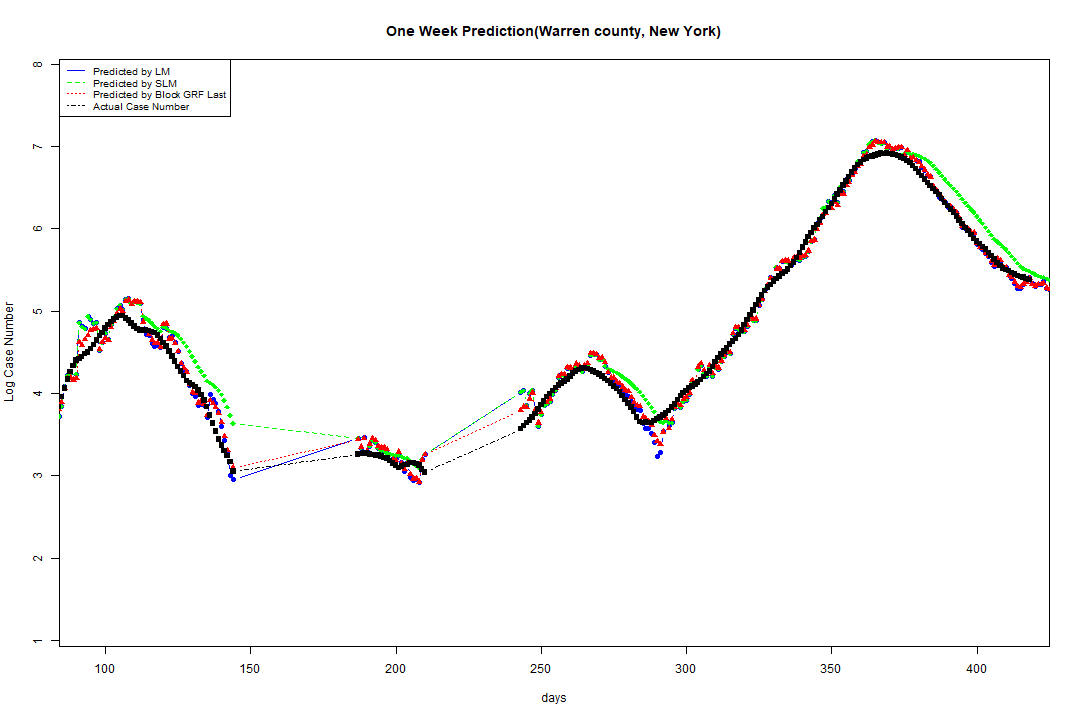 One Week Prediction(Warren county, New York)
Predicted by LM
Predicted by SLM
Predicted by Block GRF Last
Actual Case Number
8
7
6
5
4
3
2
1
Log Case Number
100 150 200 250 300 350 400
days